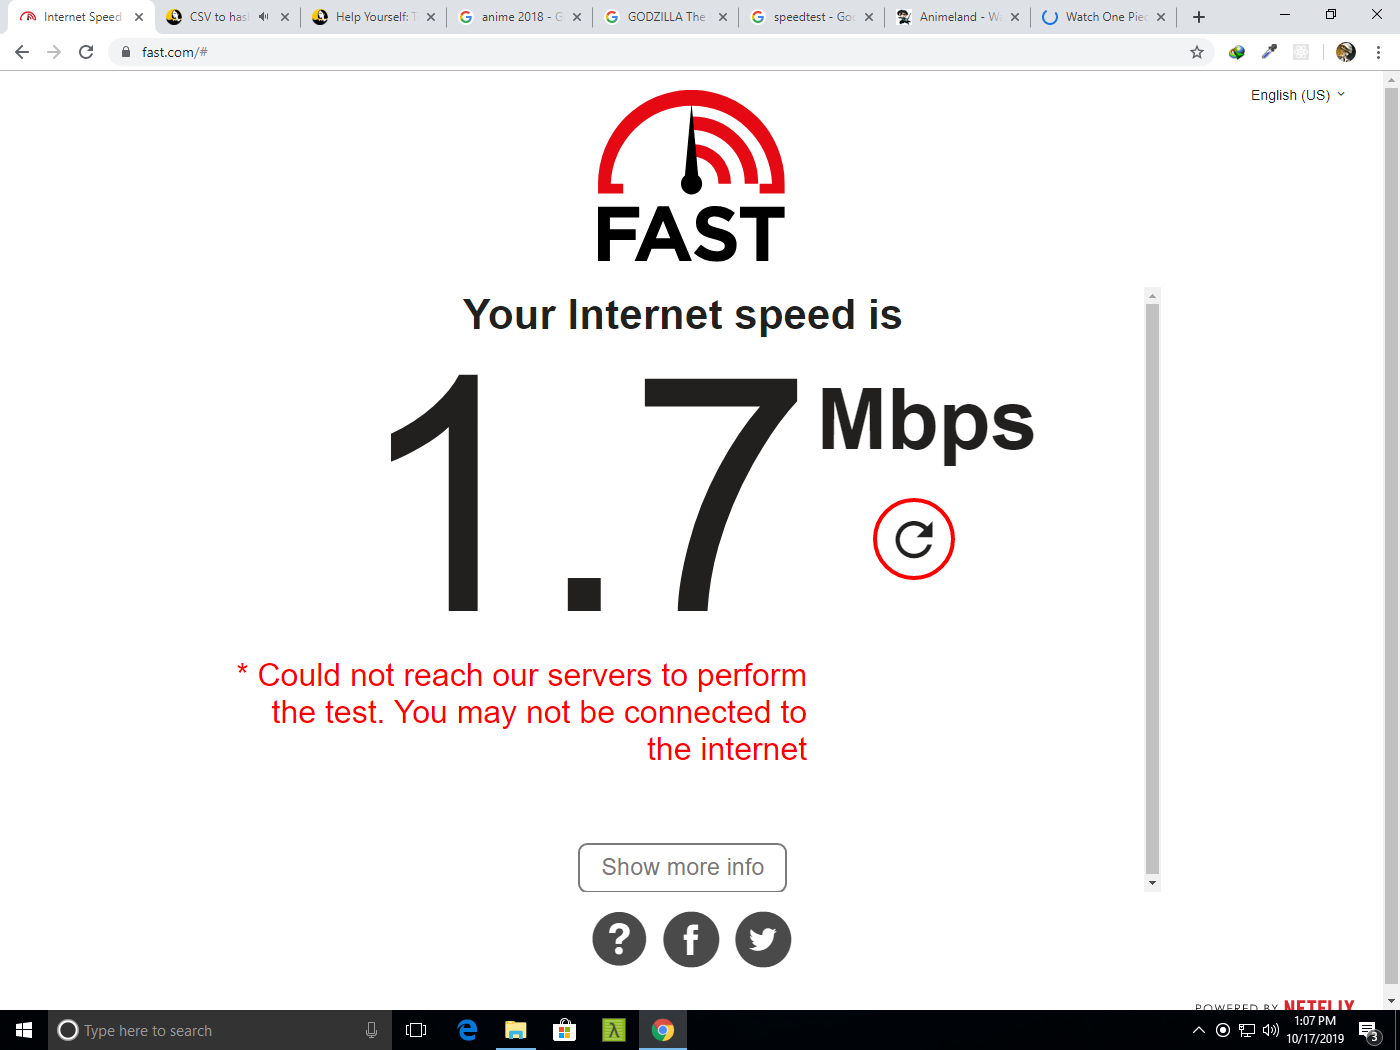 Internet Speed
CSV to has
Help Yourself: T
anime 2018 - G
GODZILLA The
speedtest - Goo
Animeland - Wa
Watch One Piec
fast.com/#
English (US)
FAST
Your Internet speed is
1.7 Mbps
* Could not reach our servers to perform
the test. You may not be connected to
the internet
Show more info
POWERED BY NETFLIX
Type here to search
1:07 PM
10/17/2019
3